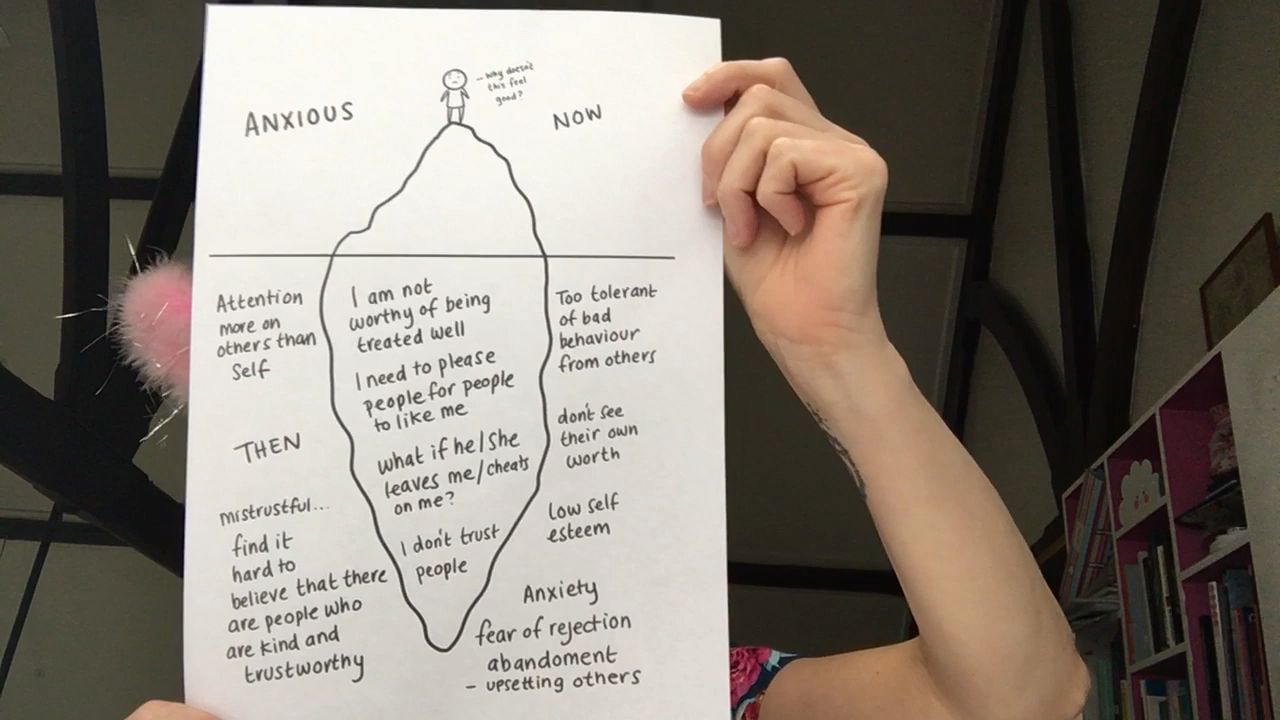 ANXIOUS
- Why doesn't
this feel
good?
NOW
Attention
more on
others than
Self
THEN
mistrustful...
find it
hard to
believe that there
are people who
are kind and
trustworthy
I am not
worthy of being
treated well
I need to please
people for people
to like me
what if he/she
leaves me/cheats
on me?
I don't trust
people
Too tolerant
of bad
behaviour
from others
don't see
their own
worth
Low self
esteem
Anxiety
fear of rejection
abandoment
- upsetting others